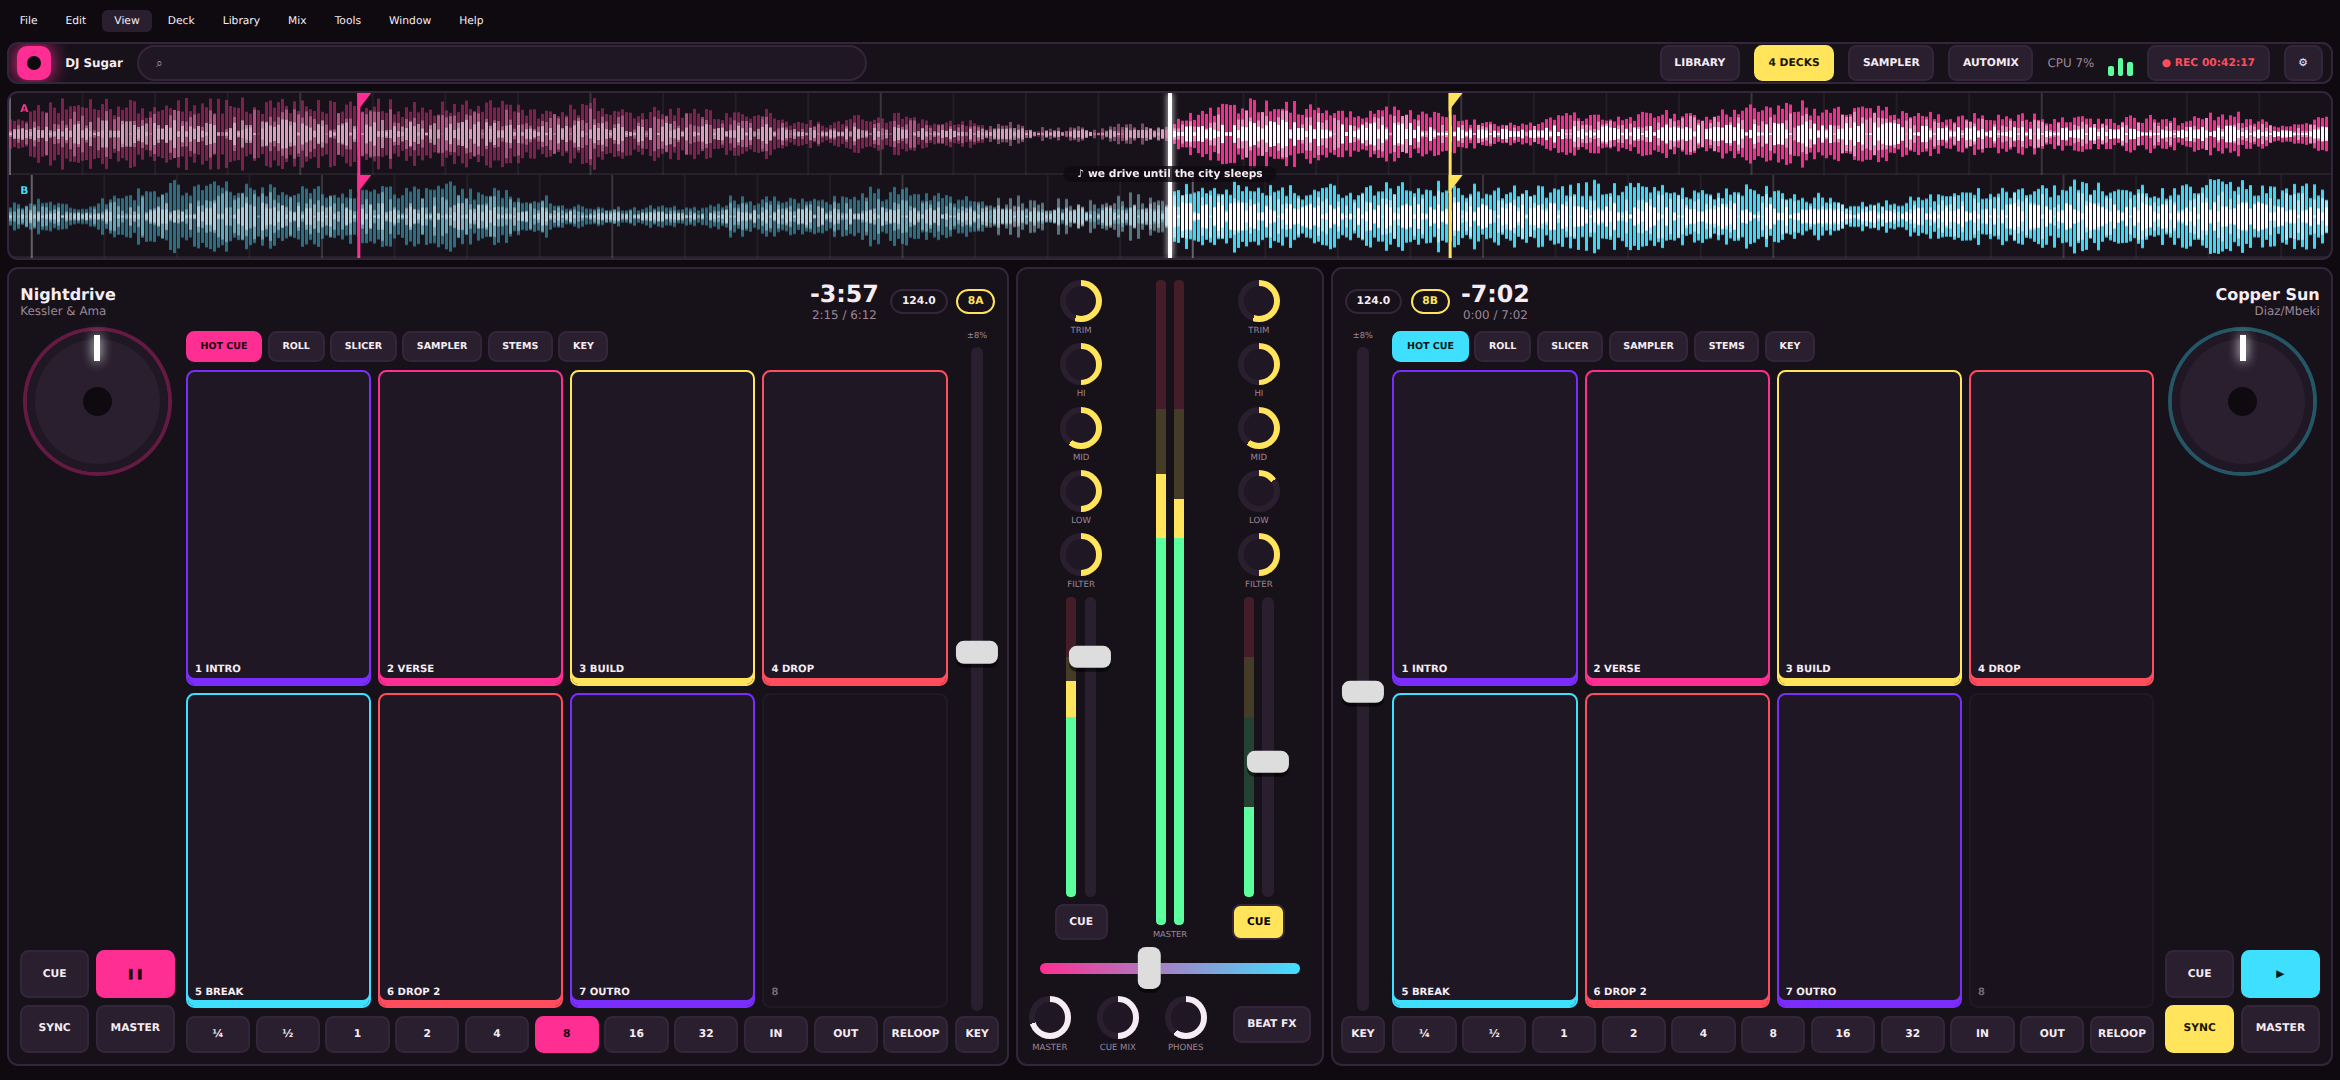 File Edit View Deck Library Mix Tools Window Help
DJ Sugar LIBRARY 4 DECKS SAMPLER AUTOMIX CPU 7% ● REC 00:42:17 ⚙
A
♪ we drive until the city sleeps
B
Nightdrive
Kessler & Ama
-3:57
2:15 / 6:12
124.0 8A
HOT CUE ROLL SLICER SAMPLER STEMS KEY
±8%
1 INTRO 2 VERSE 3 BUILD 4 DROP
5 BREAK 6 DROP 2 7 OUTRO 8
CUE ❚❚
SYNC MASTER
¼ ½ 1 2 4 8 16 32 IN OUT RELOOP KEY
TRIM TRIM
HI HI
MID MID
LOW LOW
FILTER FILTER
CUE MASTER CUE
MASTER CUE MIX PHONES BEAT FX
124.0 8B
-7:02
0:00 / 7:02
Copper Sun
Diaz/Mbeki
±8%
HOT CUE ROLL SLICER SAMPLER STEMS KEY
1 INTRO 2 VERSE 3 BUILD 4 DROP
5 BREAK 6 DROP 2 7 OUTRO 8
CUE ▶
SYNC MASTER
KEY ¼ ½ 1 2 4 8 16 32 IN OUT RELOOP